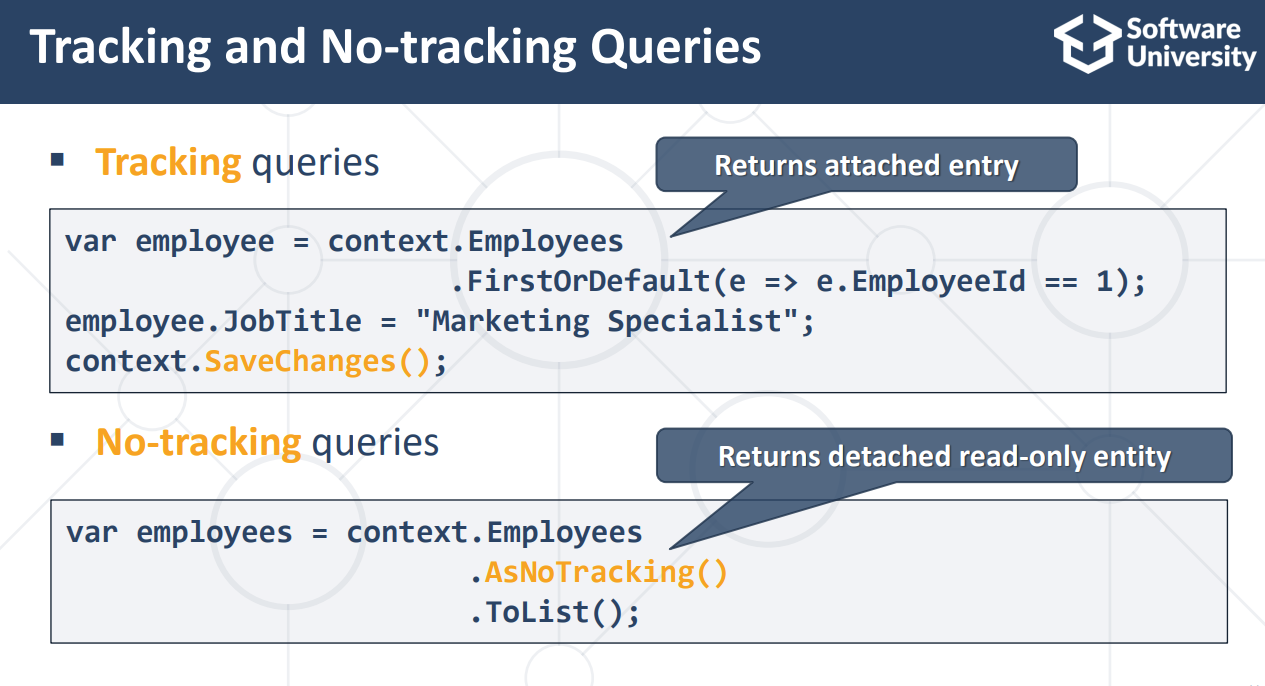 Tracking and No-tracking Queries
Software
University
▪ Tracking queries
Returns attached entry
var employee = context.Employees
.FirstOrDefault(e => e.EmployeeId == 1);
employee.JobTitle = "Marketing Specialist";
context.SaveChanges();
▪ No-tracking queries
Returns detached read-only entity
var employees = context.Employees
.AsNoTracking()
.ToList();